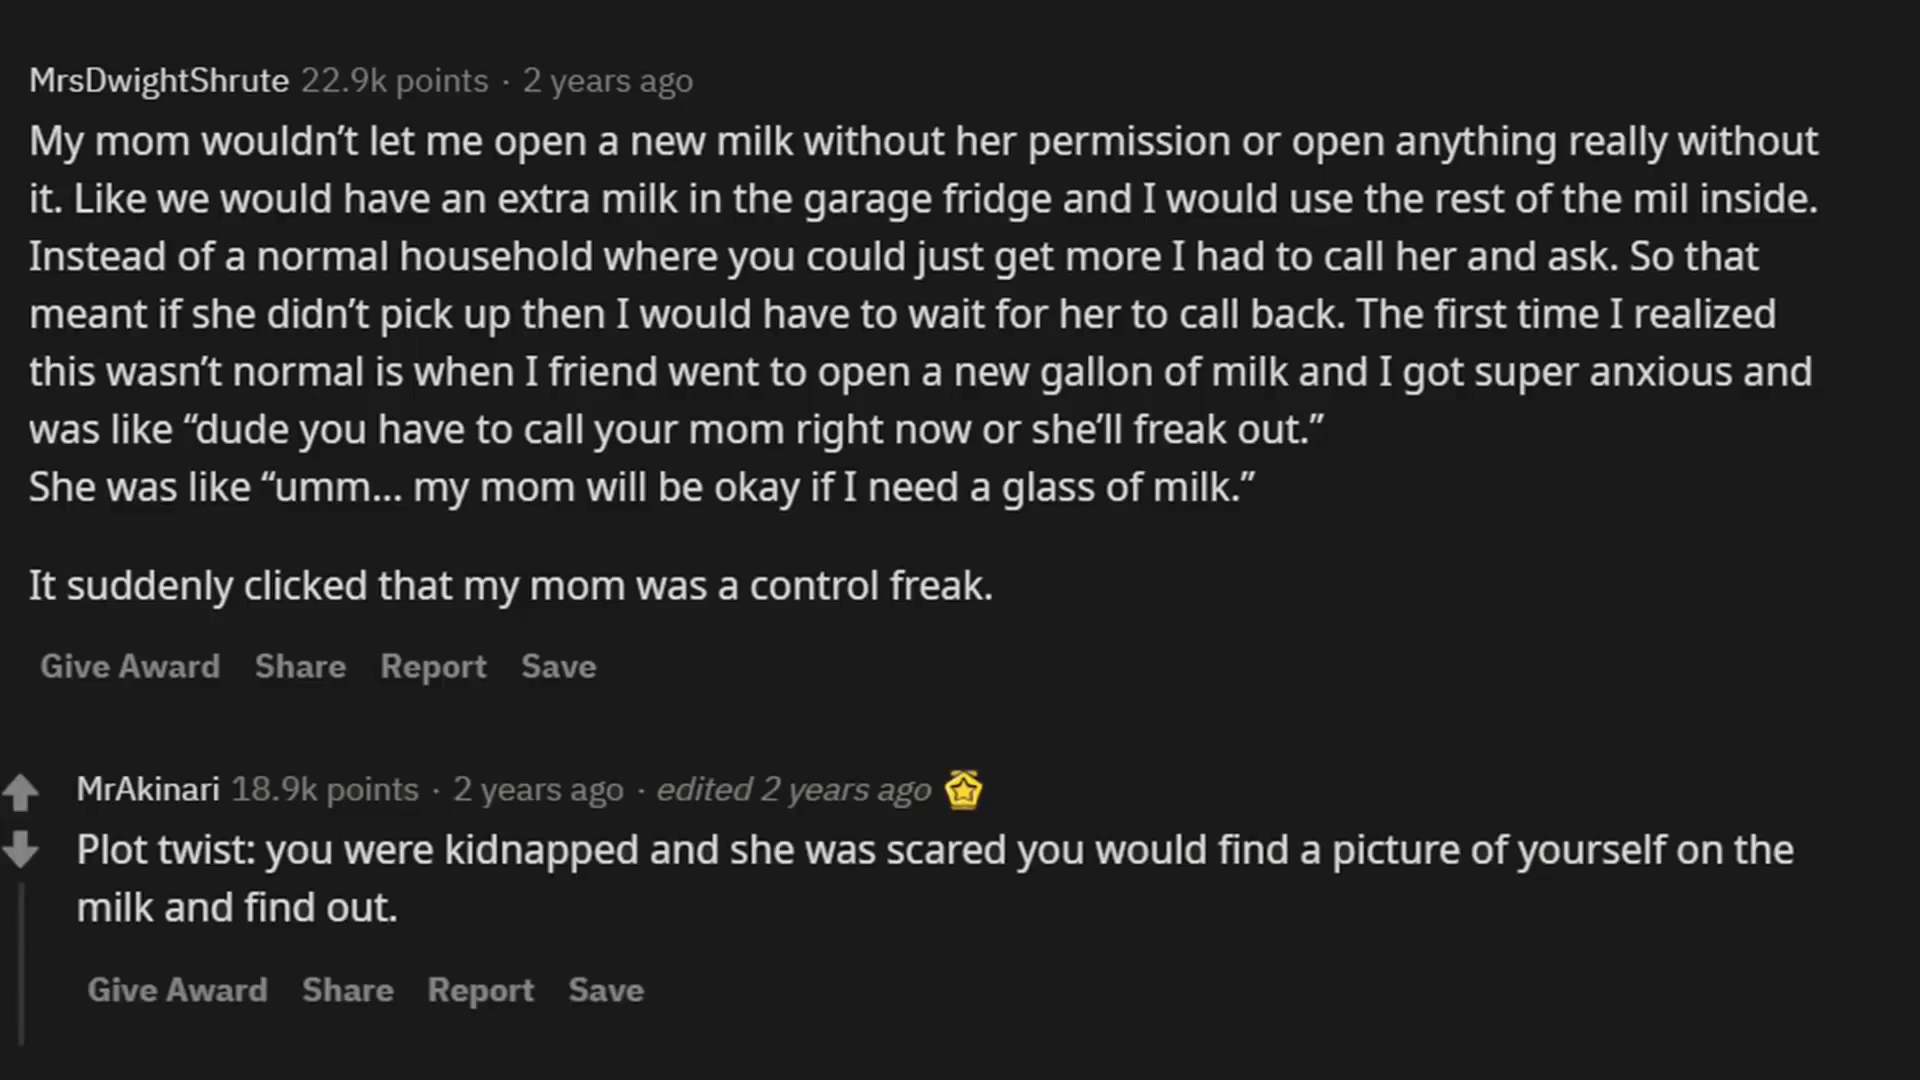 MrsDwightShrute 22.9k points · 2 years ago
My mom wouldn’t let me open a new milk without her permission or open anything really without
it. Like we would have an extra milk in the garage fridge and I would use the rest of the mil inside.
Instead of a normal household where you could just get more I had to call her and ask. So that
meant if she didn’t pick up then I would have to wait for her to call back. The first time I realized
this wasn’t normal is when I friend went to open a new gallon of milk and I got super anxious and
was like “dude you have to call your mom right now or she’ll freak out.”
She was like “umm... my mom will be okay if I need a glass of milk.”
It suddenly clicked that my mom was a control freak.
Give Award Share Report Save
MrAkinari 18.9k points · 2 years ago · edited 2 years ago
Plot twist: you were kidnapped and she was scared you would find a picture of yourself on the
milk and find out.
Give Award Share Report Save